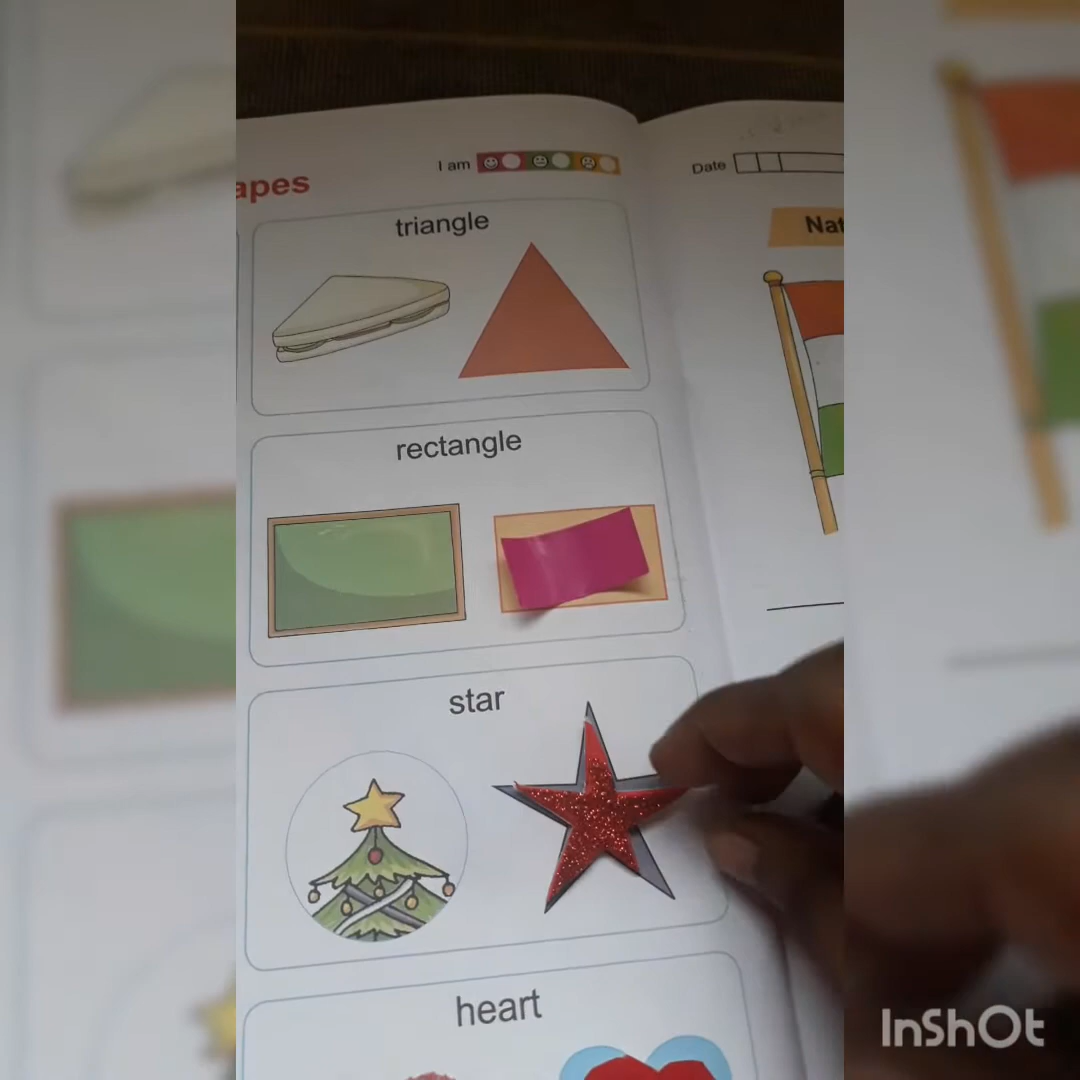 I am
Date
apes
triangle
Nat
rectangle
star
heart
InShOt